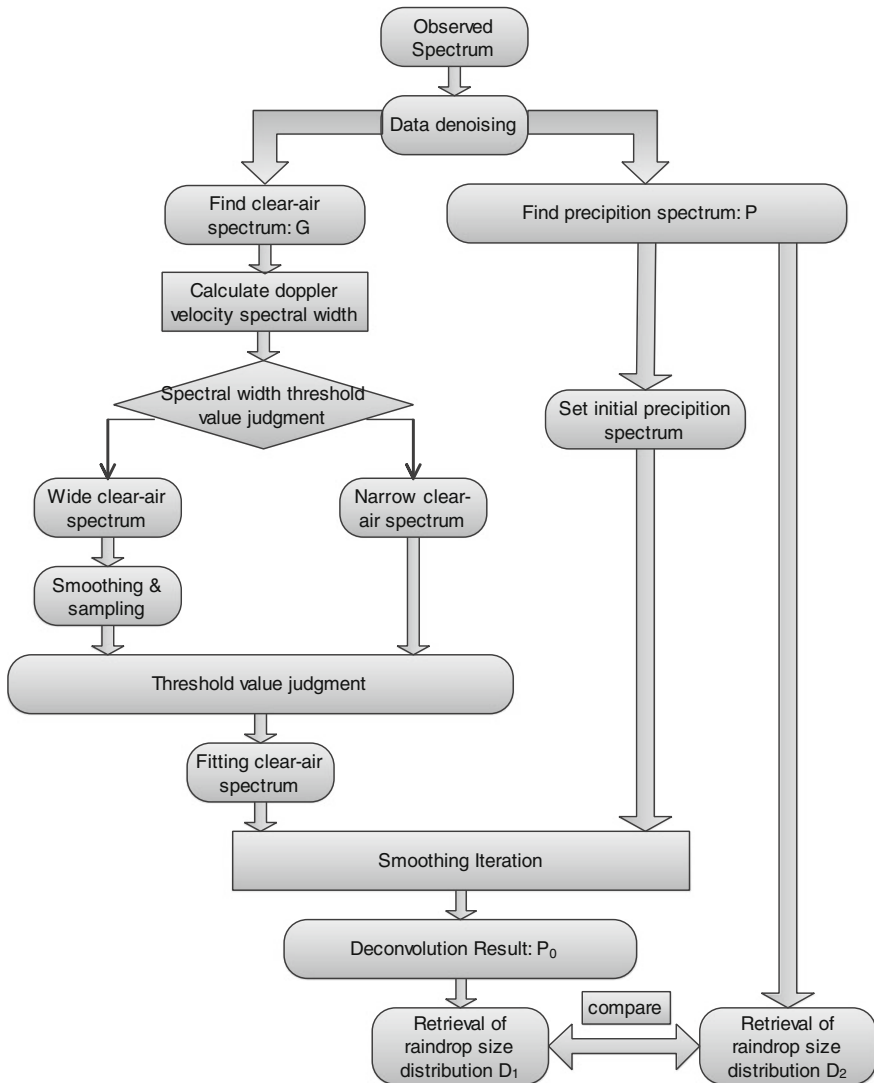 Observed
Spectrum
Data denoising
Find clear-air
spectrum: G
Find precipition spectrum: P
Calculate doppler
velocity spectral width
Spectral width threshold
value judgment
Set initial precipition
spectrum
Wide clear-air
spectrum
Narrow clear-
air spectrum
Smoothing &
sampling
Threshold value judgment
Fitting clear-air
spectrum
Smoothing Iteration
Deconvolution Result: P₀
compare
Retrieval of
raindrop size
distribution D₁
Retrieval of
raindrop size
distribution D₂